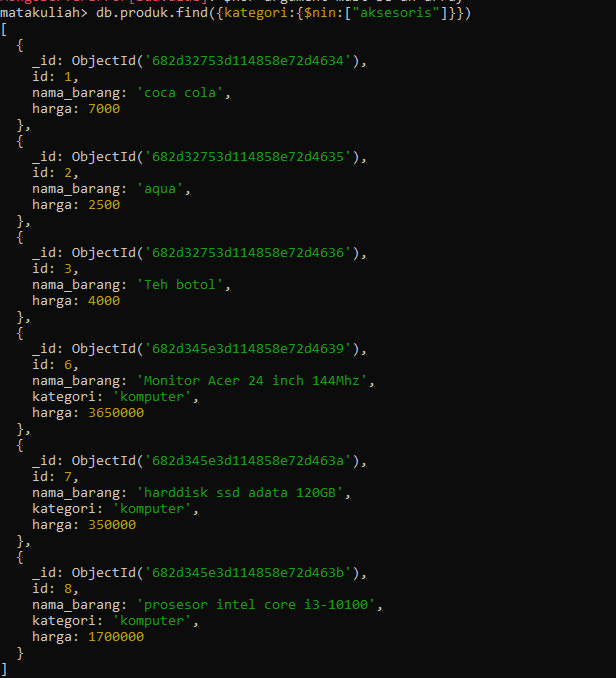 matakuliah> db.produk.find({kategori:{$nin:["aksesoris"]}})
[
  {
    _id: ObjectId('682d32753d114858e72d4634'),
    id: 1,
    nama_barang: 'coca cola',
    harga: 7000
  },
  {
    _id: ObjectId('682d32753d114858e72d4635'),
    id: 2,
    nama_barang: 'aqua',
    harga: 2500
  },
  {
    _id: ObjectId('682d32753d114858e72d4636'),
    id: 3,
    nama_barang: 'Teh botol',
    harga: 4000
  },
  {
    _id: ObjectId('682d345e3d114858e72d4639'),
    id: 6,
    nama_barang: 'Monitor Acer 24 inch 144Mhz',
    kategori: 'komputer',
    harga: 3650000
  },
  {
    _id: ObjectId('682d345e3d114858e72d463a'),
    id: 7,
    nama_barang: 'harddisk ssd adata 120GB',
    kategori: 'komputer',
    harga: 350000
  },
  {
    _id: ObjectId('682d345e3d114858e72d463b'),
    id: 8,
    nama_barang: 'prosesor intel core i3-10100',
    kategori: 'komputer',
    harga: 1700000
  }
]